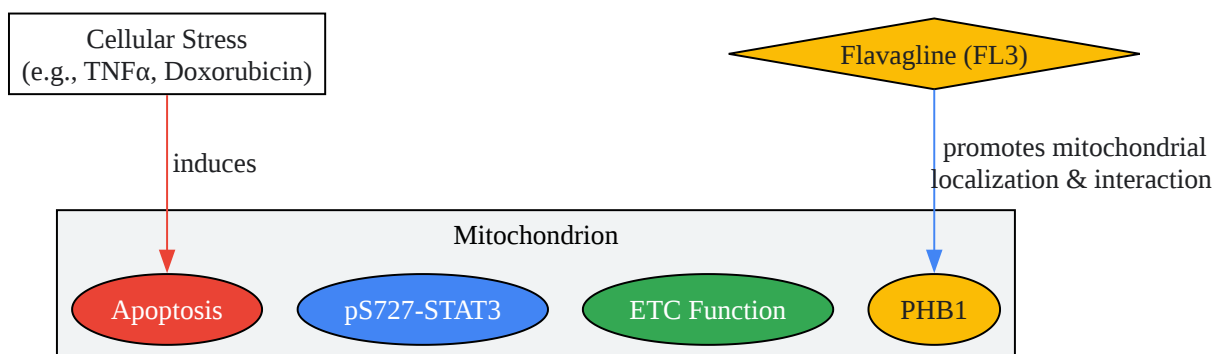 Cellular Stress
(e.g., TNFα, Doxorubicin)
Flavagline (FL3)
induces
promotes mitochondrial
localization & interaction
Mitochondrion
Apoptosis
pS727-STAT3
ETC Function
PHB1